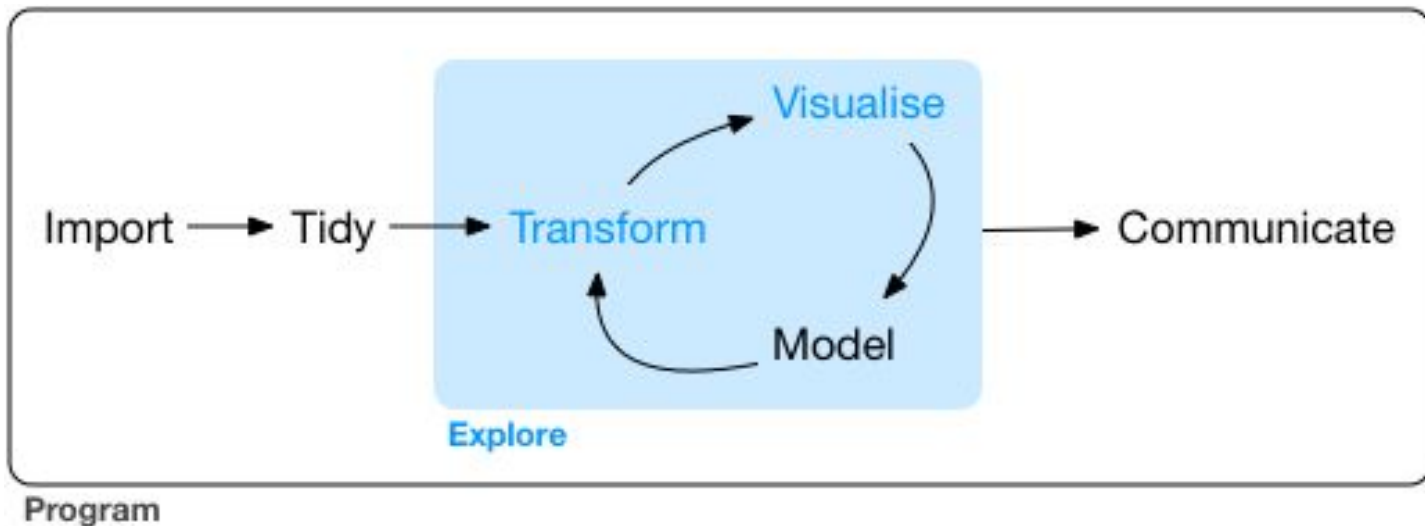 Visualise
Import
Tidy
Transform
Communicate
Model
Explore
Program